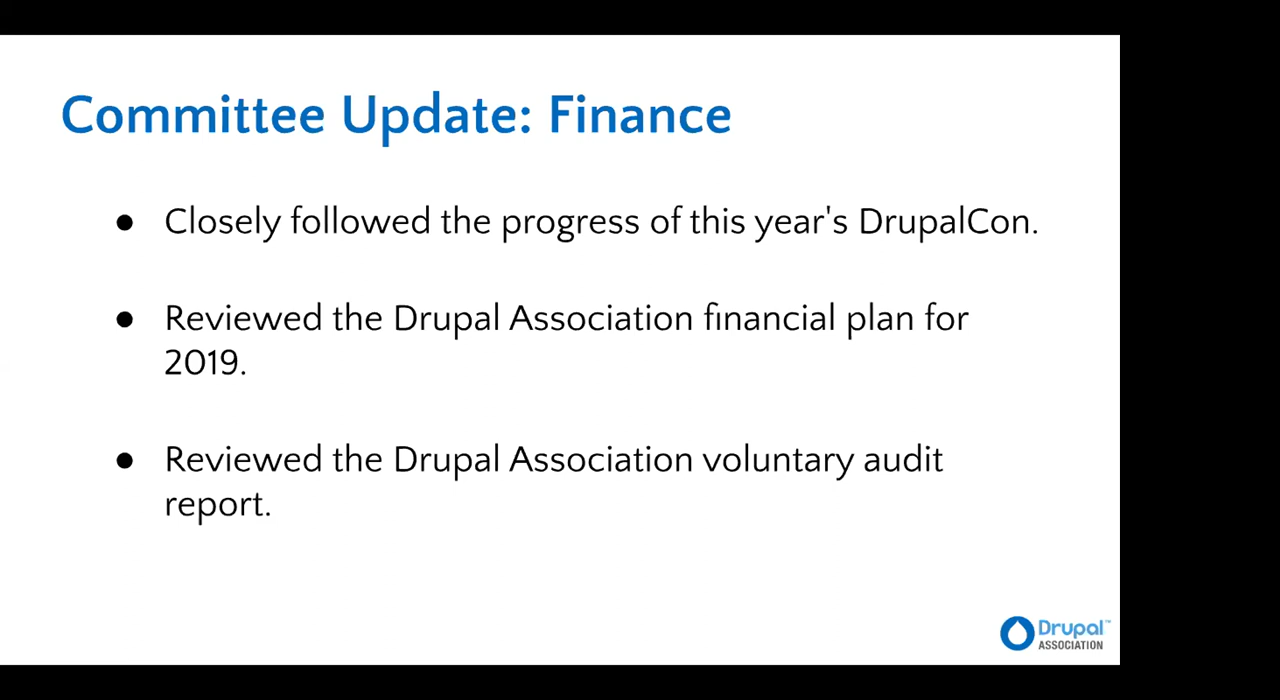 Committee Update: Finance
● Closely followed the progress of this year's DrupalCon.
● Reviewed the Drupal Association financial plan for
2019.
● Reviewed the Drupal Association voluntary audit
report.
Drupal™
ASSOCIATION